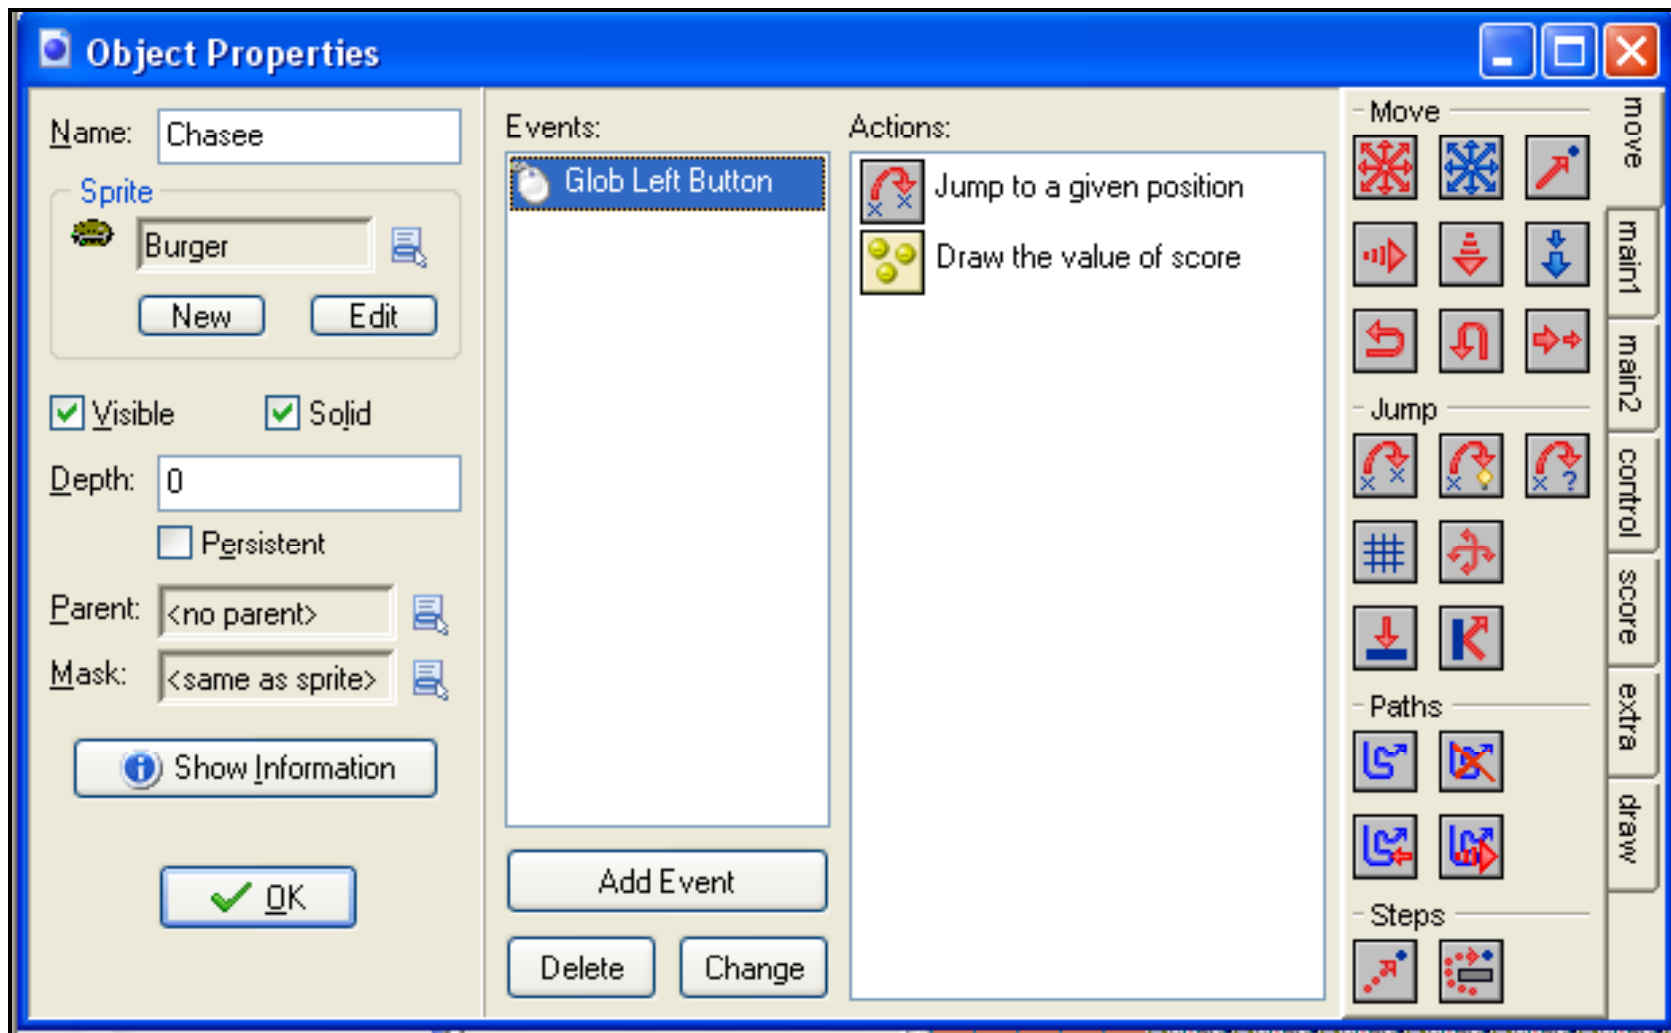 Object Properties
Name: Chasee
Sprite
Burger
New Edit
Visible Solid
Depth: 0
Persistent
Parent: <no parent>
Mask: <same as sprite>
Show Information
OK
Events:
Glob Left Button
Add Event
Delete Change
Actions:
Jump to a given position
Draw the value of score
Move
Jump
Paths
Steps
move
main1
main2
control
score
extra
draw